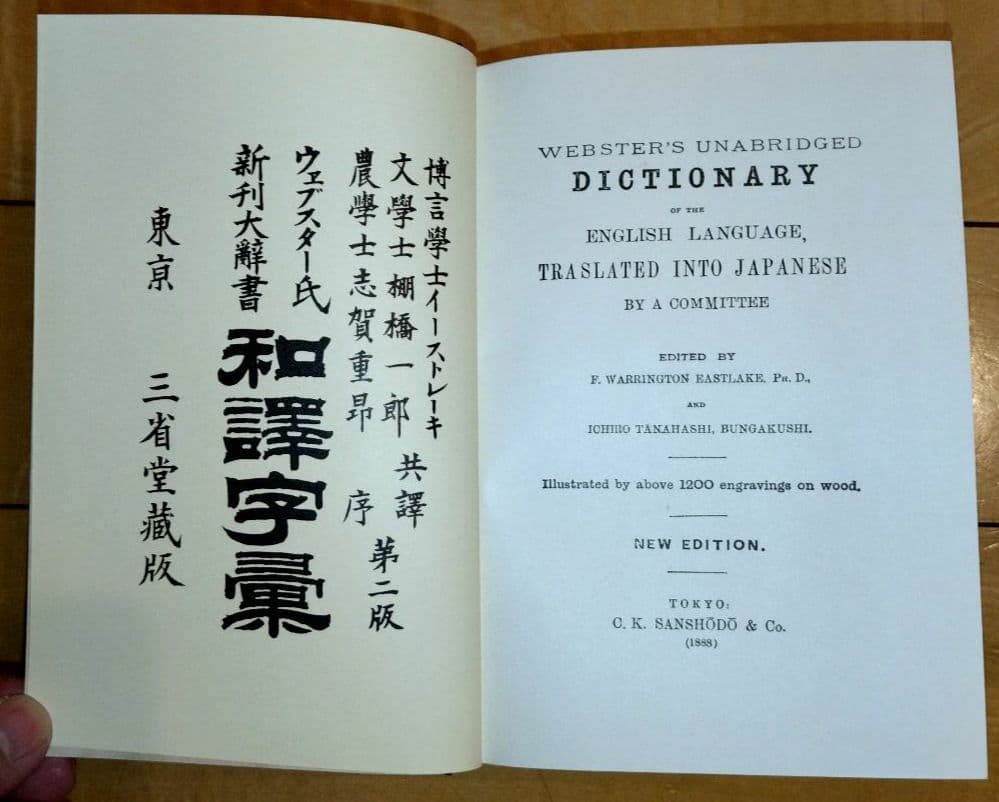 博言學士イーストレーキ
文學士棚橋一郎 共譯
農學士志賀重昂 序
第二版
ウヱブスター氏
新刊大辭書
和譯字彙
東亰 三省堂藏版
WEBSTER'S UNABRIDGED
DICTIONARY
OF THE
ENGLISH LANGUAGE,
TRASLATED INTO JAPANESE
BY A COMMITTEE
EDITED BY
F. WARRINGTON EASTLAKE, PH. D.,
AND
ICHIRO TANAHASHI, BUNGAKUSHI.
Illustrated by above 1200 engravings on wood.
NEW EDITION.
TOKYO:
C. K. SANSHŌDŌ & Co.
(1888)